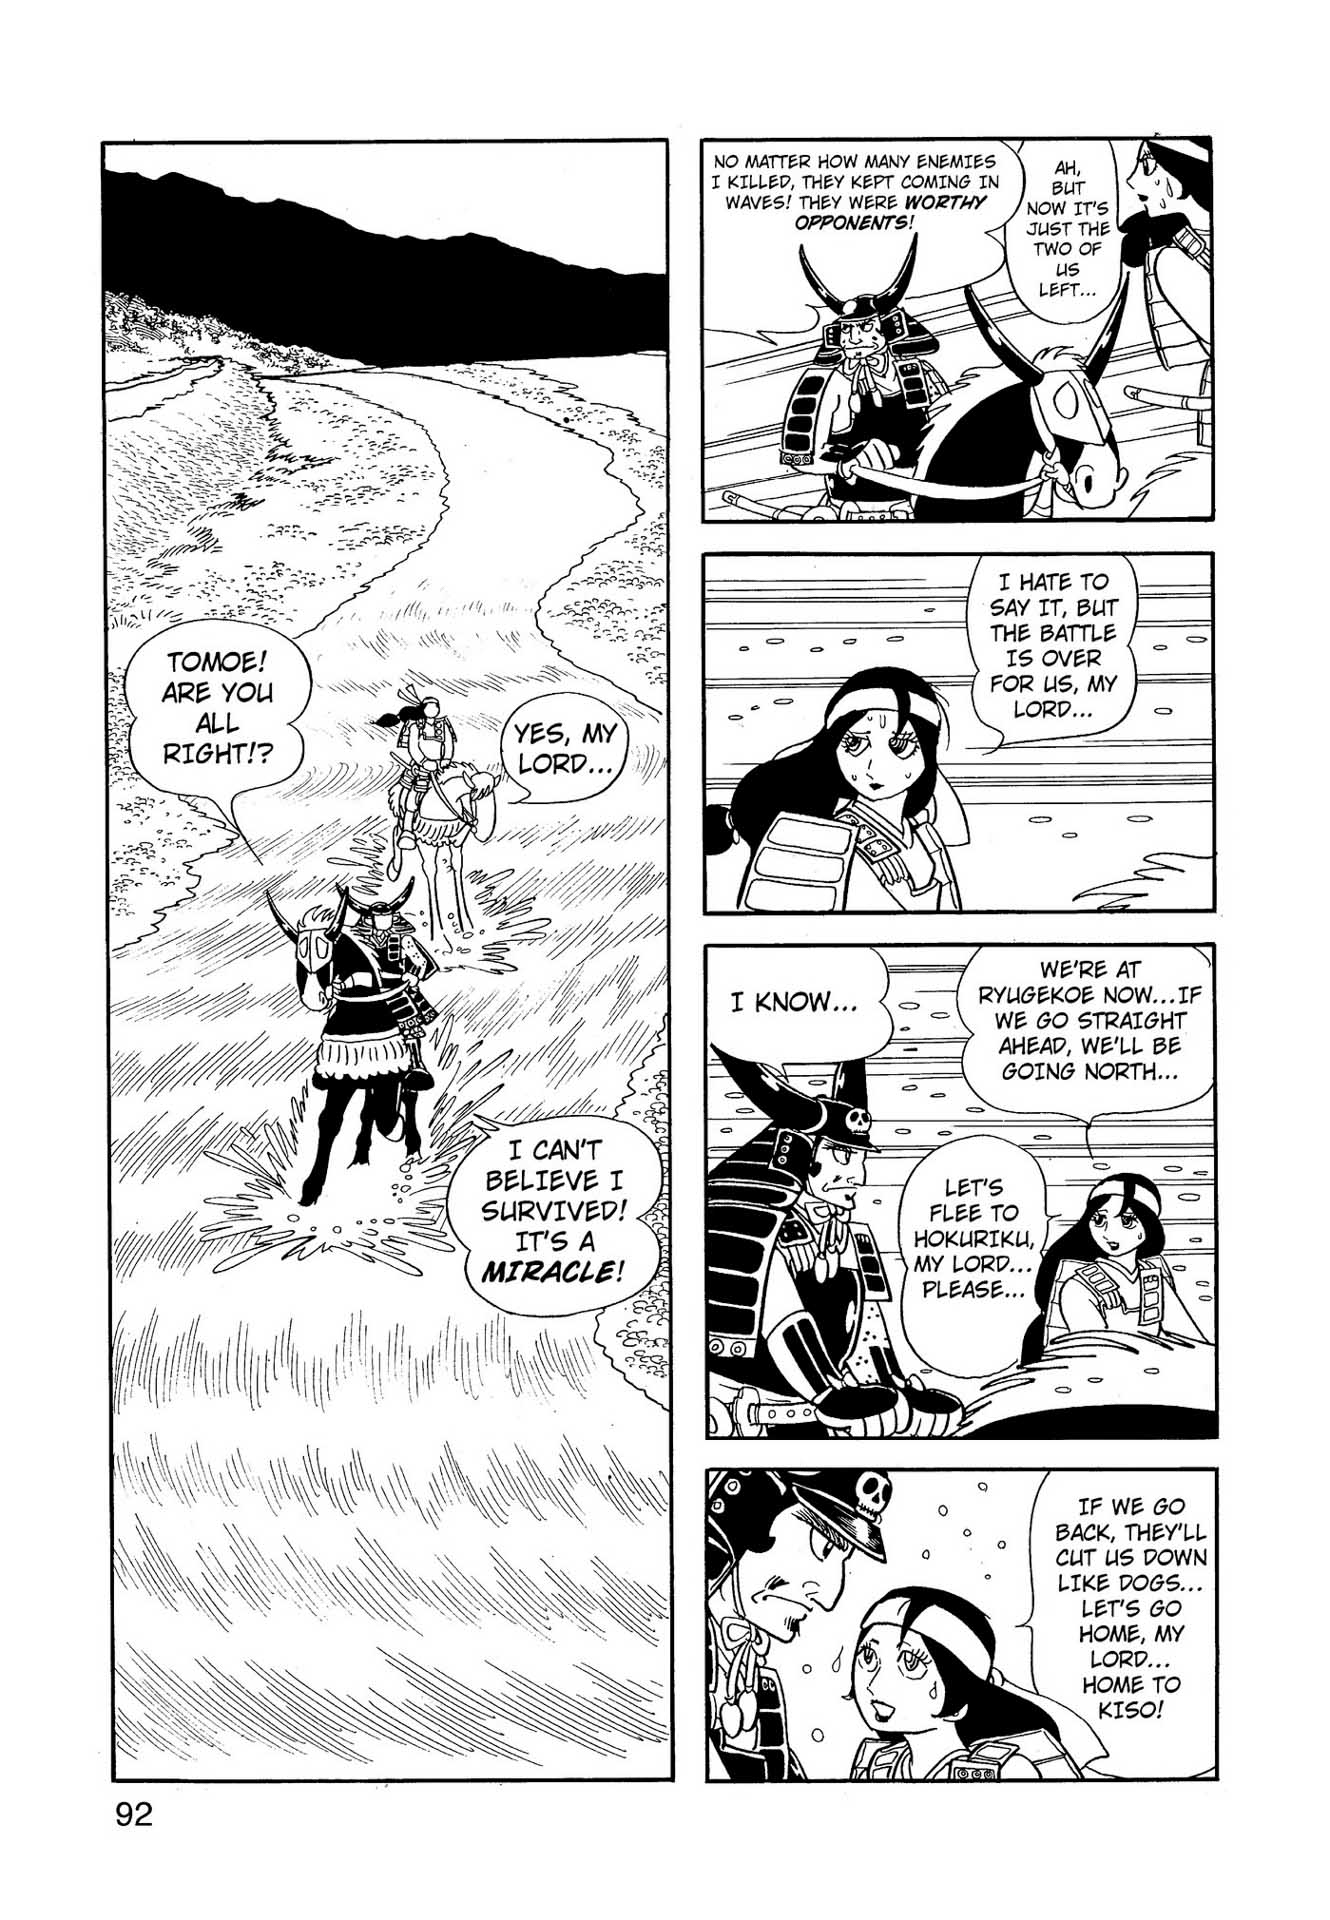 TOMOE!
ARE YOU
ALL
RIGHT!?
YES, MY
LORD...
I CAN'T
BELIEVE I
SURVIVED!
IT'S A
MIRACLE!
NO MATTER HOW MANY ENEMIES
I KILLED, THEY KEPT COMING IN
WAVES! THEY WERE WORTHY
OPPONENTS!
AH,
BUT
NOW IT'S
JUST THE
TWO OF
US
LEFT...
I HATE TO
SAY IT, BUT
THE BATTLE
IS OVER
FOR US, MY
LORD...
I KNOW...
WE'RE AT
RYUGEKOE NOW...IF
WE GO STRAIGHT
AHEAD, WE'LL BE
GOING NORTH...
LET'S
FLEE TO
HOKURIKU,
MY LORD...
PLEASE...
IF WE GO
BACK, THEY'LL
CUT US DOWN
LIKE DOGS...
LET'S GO
HOME, MY
LORD...
HOME TO
KISO!
92